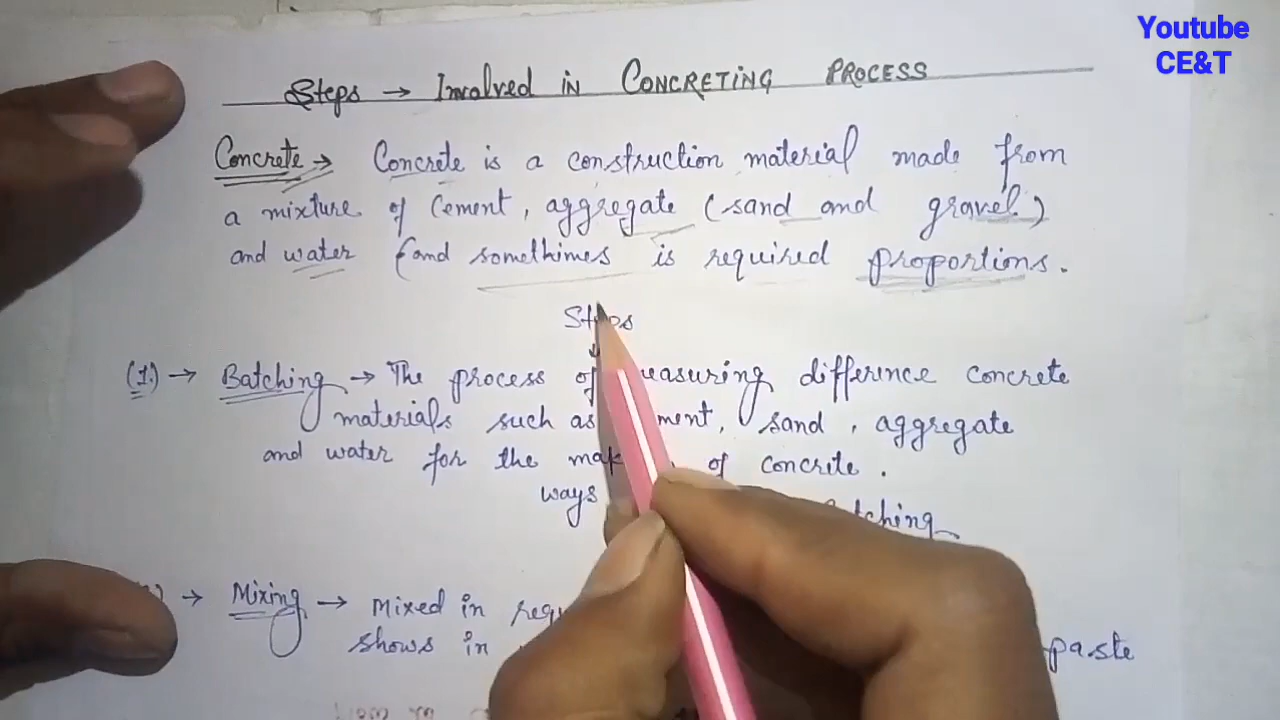 Youtube
CE&T
Steps → Involved in CONCRETING PROCESS
Concrete → Concrete is a construction material made from
a mixture of cement, aggregate (sand and gravel)
and water (and somethimes is required proportions.
Steps
(1.) → Batching → The process of measuring difference concrete
materials such as cement, sand, aggregate
and water for the making of concrete.
ways
→ Mixing → Mixed in
shows in paste